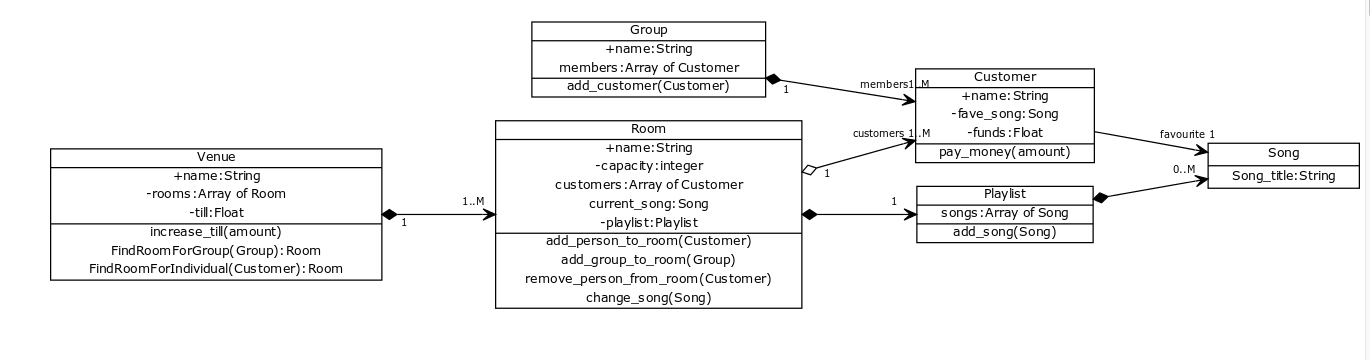 Group
+name:String
members:Array of Customer
add_customer(Customer)
1
members1..M
Customer
+name:String
-fave_song:Song
-funds:Float
pay_money(amount)
favourite 1
Song
Song_title:String
Room
+name:String
-capacity:integer
customers:Array of Customer
current_song:Song
-playlist:Playlist
add_person_to_room(Customer)
add_group_to_room(Group)
remove_person_from_room(Customer)
change_song(Song)
customers 1..M
1
1
Playlist
songs:Array of Song
add_song(Song)
0..M
Venue
+name:String
-rooms:Array of Room
-till:Float
increase_till(amount)
FindRoomForGroup(Group):Room
FindRoomForIndividual(Customer):Room
1..M
1